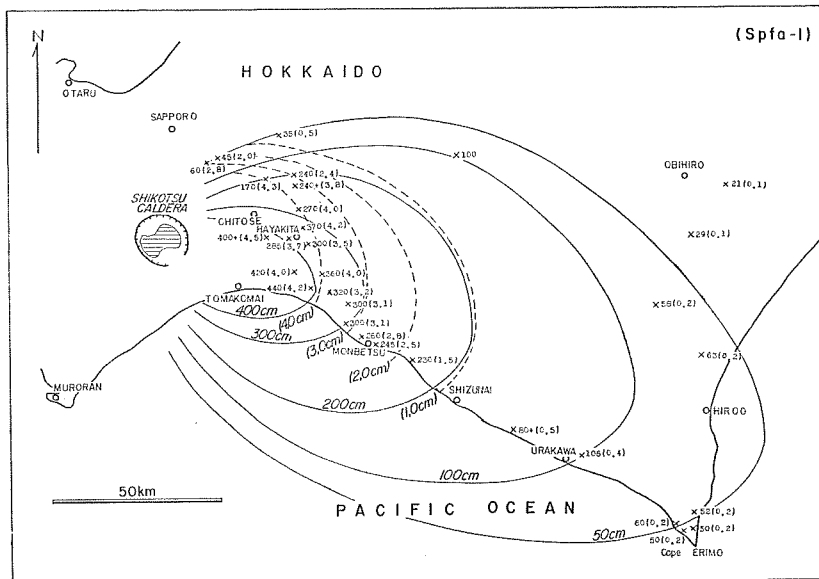 (Spfa-I)
N
HOKKAIDO
OTARU
SAPPORO
35(0,5)
45(2,0)
100
60(2,8)
240(2,4)
OBIHIRO
170(4,3)
240+(3,8)
21(0,1)
SHIKOTSU
CALDERA
270(4,0)
CHITOSE
370(4,2)
HAYAKITA
29(0,1)
400+(4,5)
300(3,5)
285(3,7)
420(4,0)
360(4,0)
440(4,2)
320(3,2)
TOMAKOMAI
300(3,1)
56(0,2)
400cm
(4,0cm)
300cm
305(3,1)
(3,0cm)
260(2,8)
245(2,5)
MONBETSU
63(0,2)
(2,0cm)
230(1,5)
MURORAN
200cm
(1,0cm)
SHIZUNAI
HIROO
80+(0,5)
URAKAWA
106(0,4)
100cm
50km
PACIFIC OCEAN
52(0,2)
60(0,2)
50(0,2)
50cm
50(0,2)
Cape ERIMO